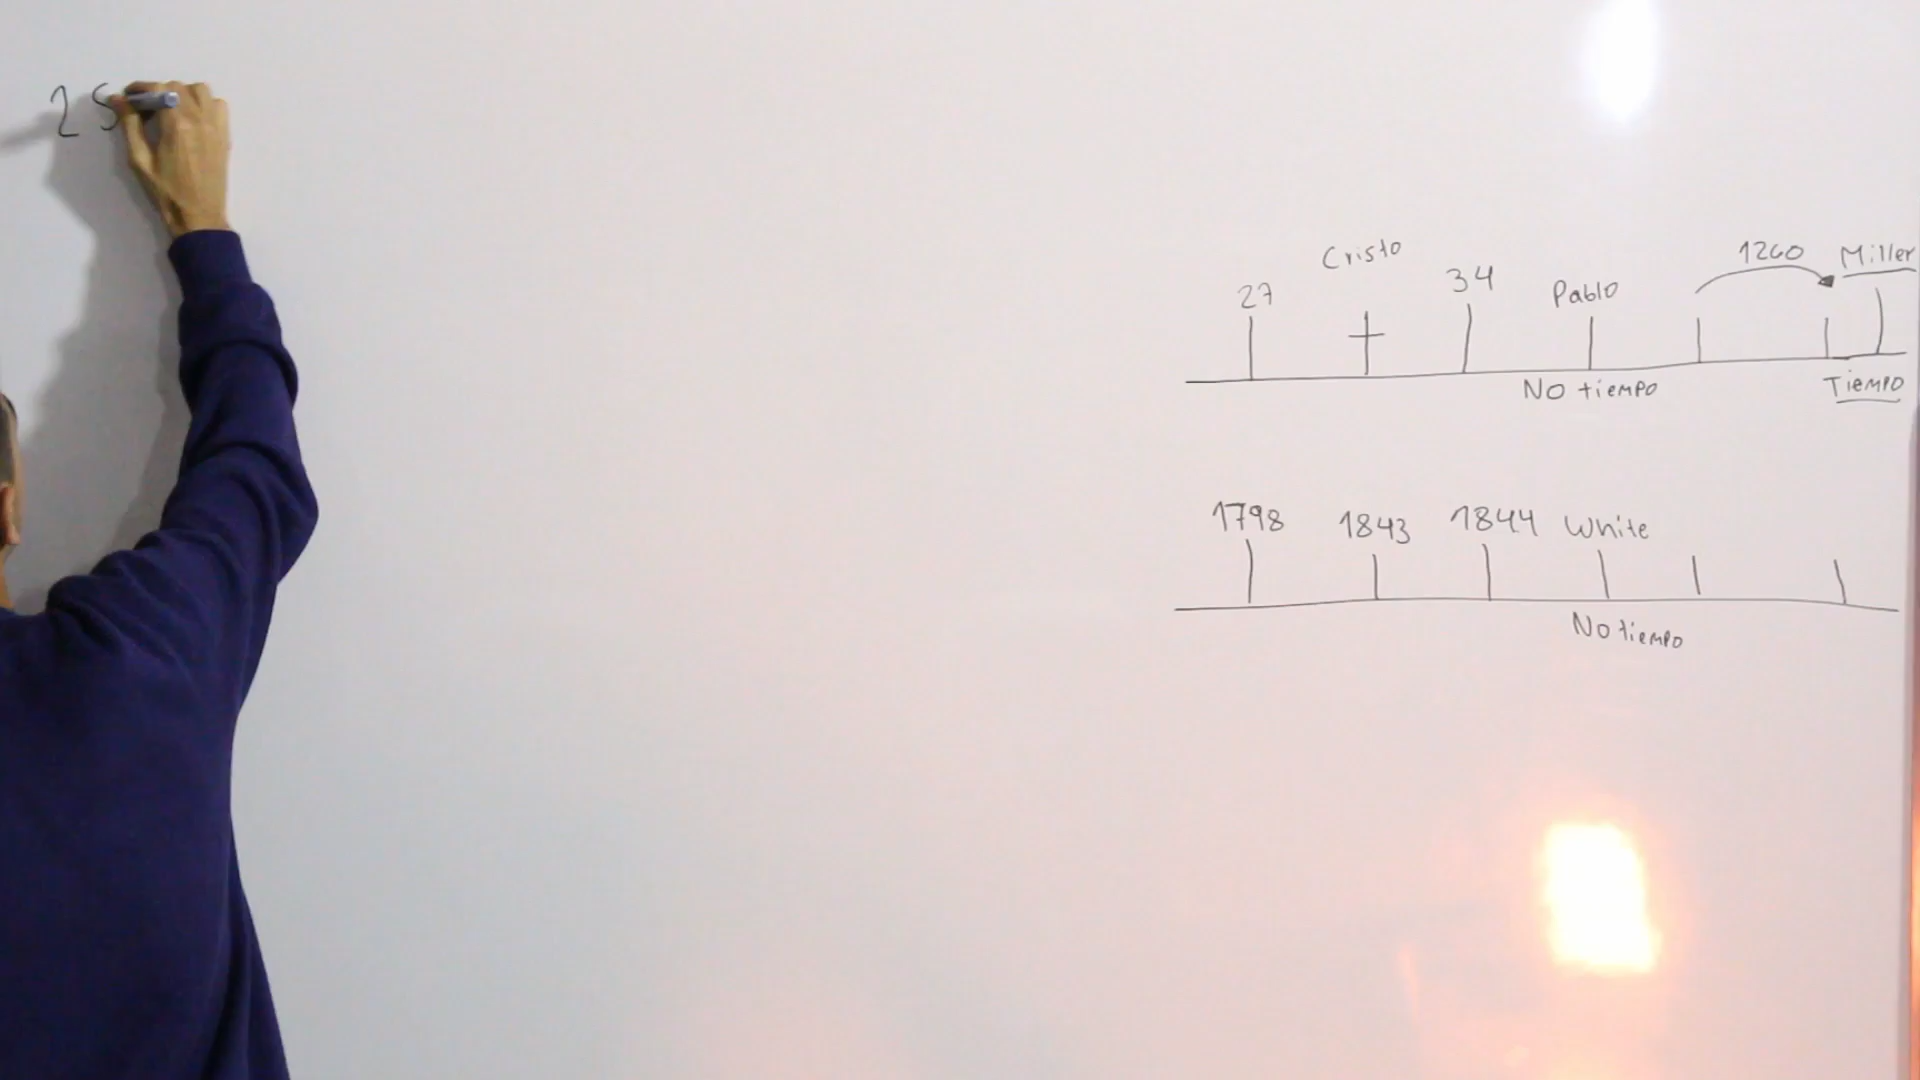 2 S
Cristo 1260 Miller
27 34 Pablo
No tiempo Tiempo
1798 1843 1844 White
No tiempo